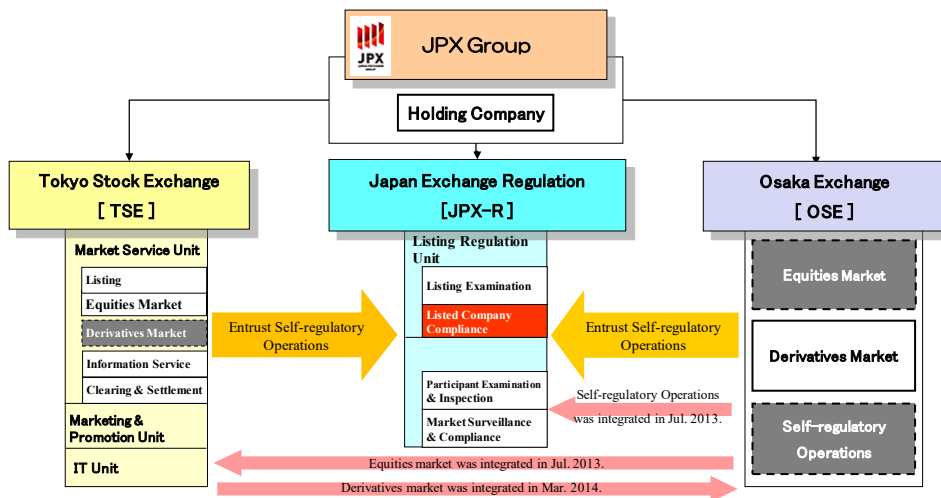 JPX Group
JPX
JAPAN EXCHANGE
GROUP
Holding Company
Tokyo Stock Exchange
[ TSE ]
Japan Exchange Regulation
[JPX-R]
Osaka Exchange
[ OSE ]
Market Service Unit
Listing
Equities Market
Derivatives Market
Information Service
Clearing & Settlement
Marketing &
Promotion Unit
IT Unit
Entrust Self-regulatory
Operations
Listing Regulation
Unit
Listing Examination
Listed Company
Compliance
Participant Examination
& Inspection
Market Surveillance
& Compliance
Entrust Self-regulatory
Operations
Self-regulatory Operations
was integrated in Jul. 2013.
Equities Market
Derivatives Market
Self-regulatory
Operations
Equities market was integrated in Jul. 2013.
Derivatives market was integrated in Mar. 2014.